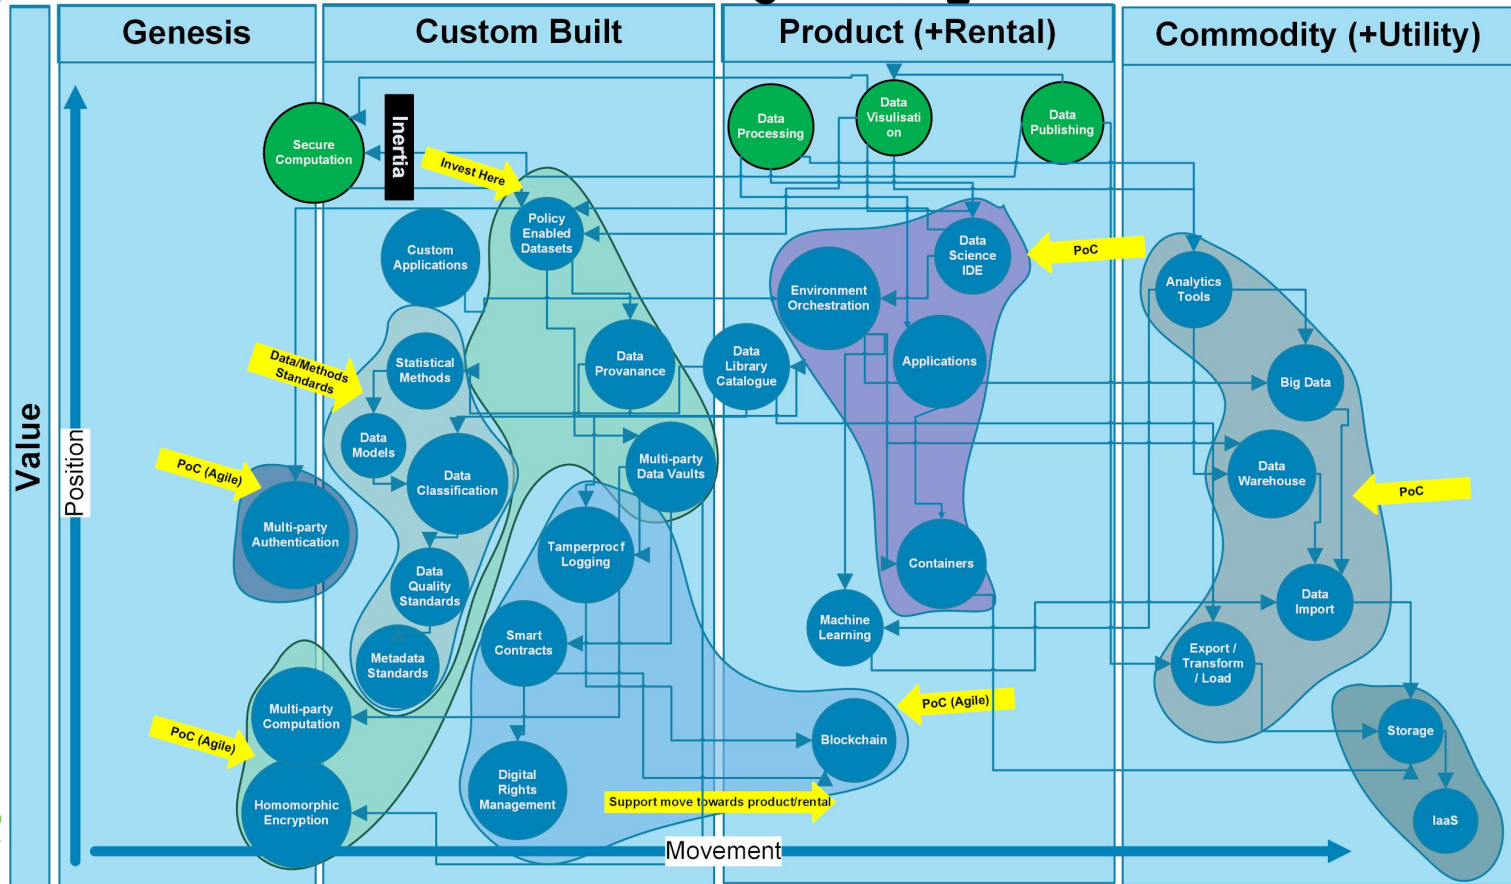 Genesis
Custom Built
Product (+Rental)
Commodity (+Utility)
Value
Position
Movement
Inertia
Secure
Computation
Data
Processing
Data
Visulisati
on
Data
Publishing
Invest Here
Policy
Enabled
Datasets
Custom
Applications
Data
Science
IDE
PoC
Environment
Orchestration
Analytics
Tools
Data/Methods
Standards
Statistical
Methods
Data
Provanance
Data
Library
Catalogue
Applications
Big Data
Data
Models
PoC (Agile)
Data
Classification
Multi-party
Data Vaults
Data
Warehouse
PoC
Multi-party
Authentication
Tamperprocf
Logging
Containers
Data
Quality
Standards
Data
Import
Smart
Contracts
Machine
Learning
Metadata
Standards
Export /
Transform
/ Load
Multi-party
Computation
PoC (Agile)
PoC (Agile)
Blockchain
Storage
Digital
Rights
Management
Support move towards product/rental
Homomorphic
Encryption
IaaS